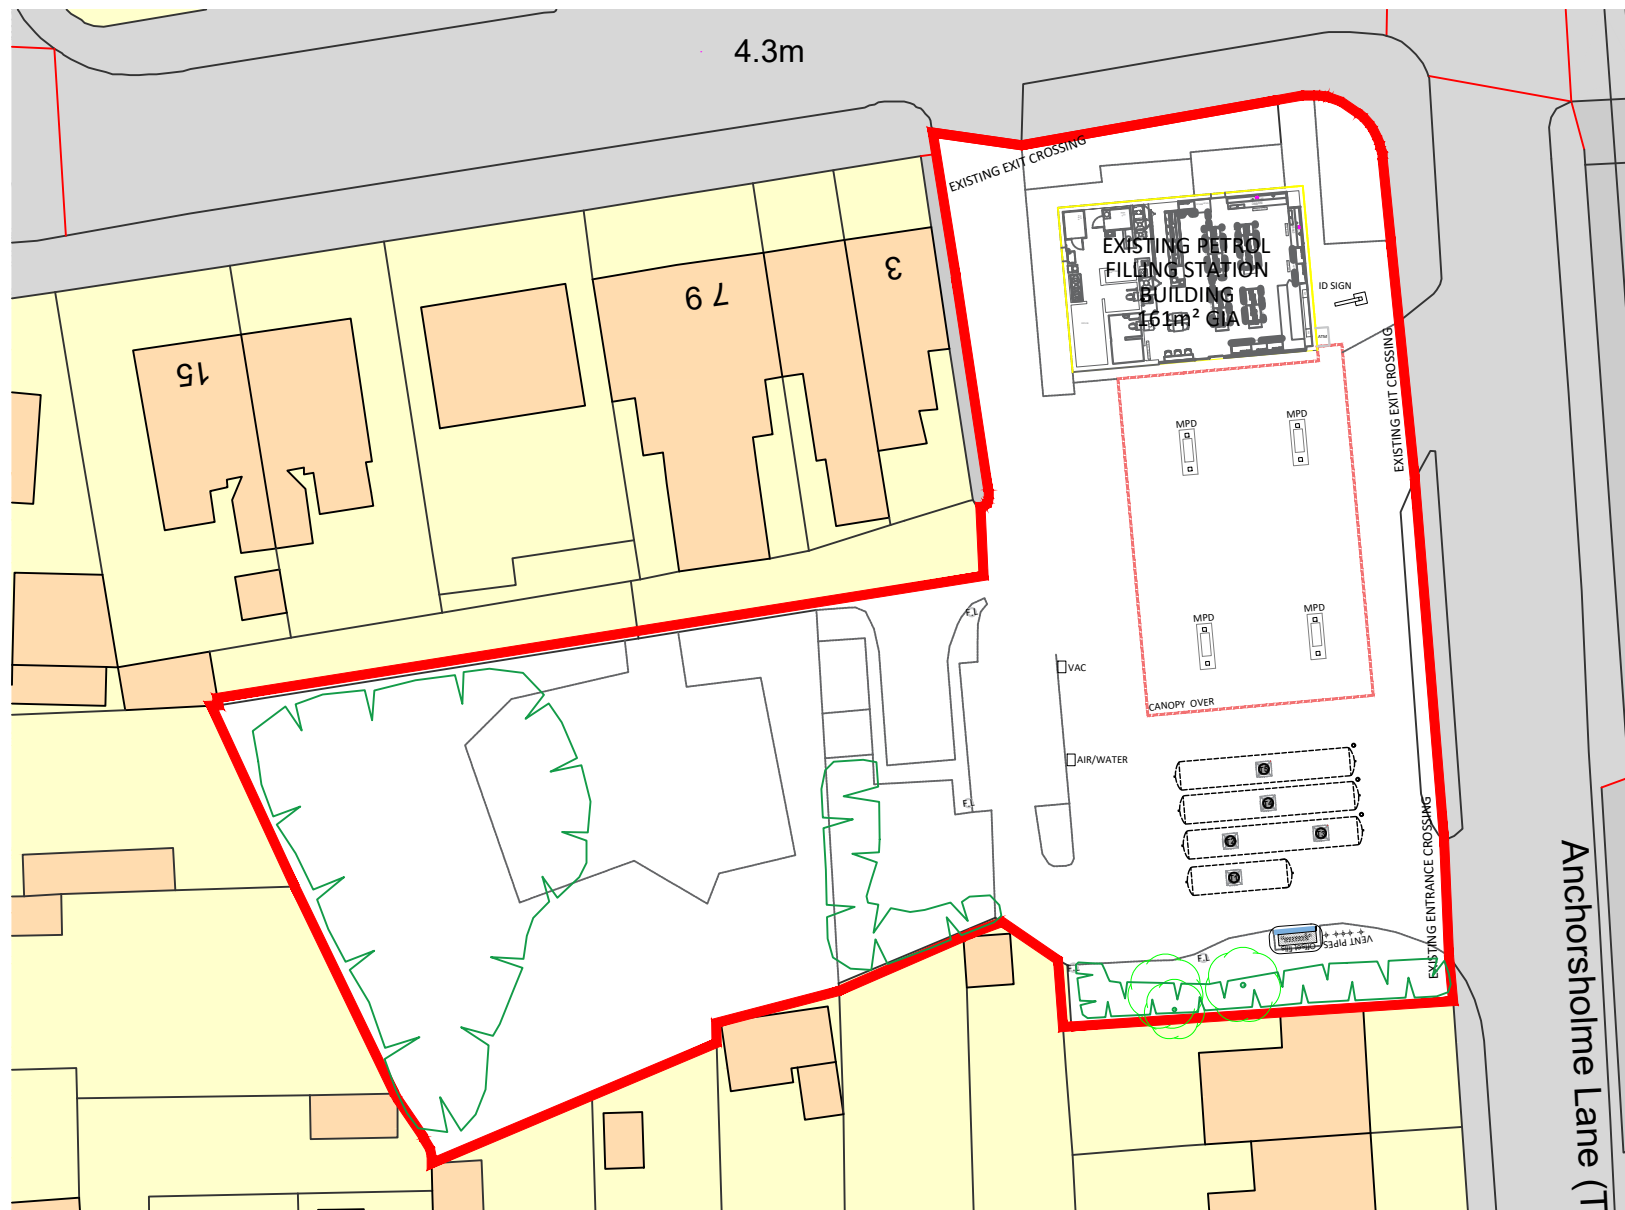 4.3m
EXISTING EXIT CROSSING
EXISTING PETROL
FILLING STATION
BUILDING
161m² GIA
ID SIGN
ATM
3
7 9
15
EXISTING EXIT CROSSING
MPD
MPD
MPD
MPD
VAC
CANOPY OVER
AIR/WATER
EXISTING ENTRANCE CROSSING
VENT PIPES
Anchorsholme Lane (T